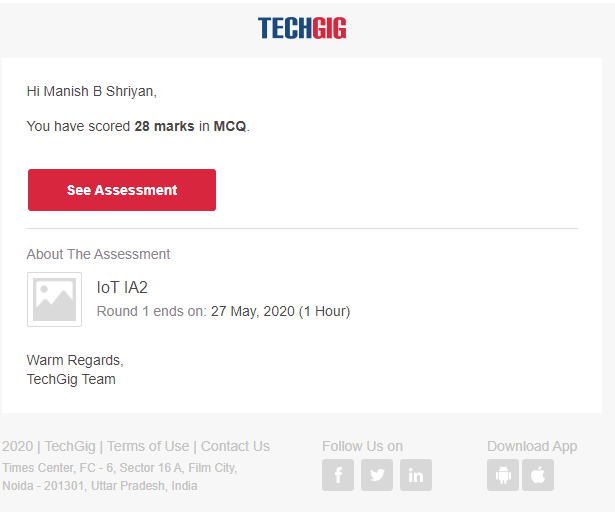 TECHGIG
Hi Manish B Shriyan,
You have scored 28 marks in MCQ.
See Assessment
About The Assessment
IoT IA2
Round 1 ends on: 27 May, 2020 (1 Hour)
Warm Regards,
TechGig Team
2020 | TechGig | Terms of Use | Contact Us
Times Center, FC - 6, Sector 16 A, Film City,
Noida - 201301, Uttar Pradesh, India
Follow Us on
Download App